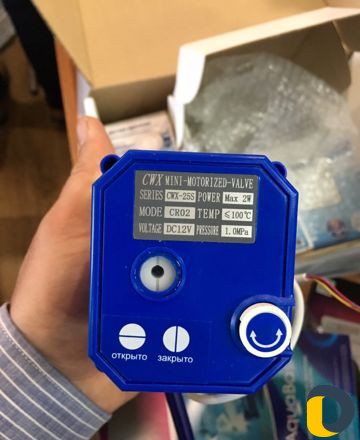 CWX MINI-MOTORIZED-VALVE
SERIES CWX-25S POWER Max 2W
MODE CR02 TEMP ≤100℃
VOLTAGE DC12V PRESSURE 1.0MPa
открыто закрыто